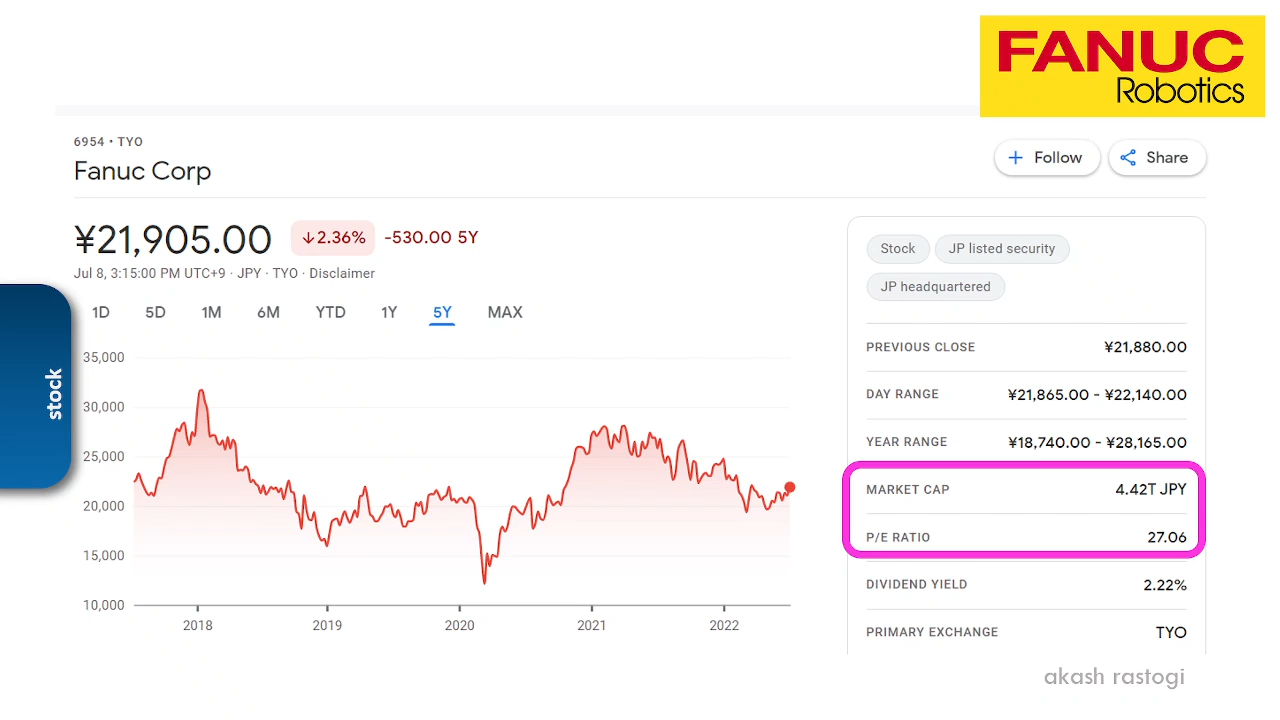 FANUC
Robotics
6954 • TYO
Fanuc Corp
Follow
Share
¥21,905.00
↓2.36%
-530.00 5Y
Jul 8, 3:15:00 PM UTC+9 · JPY · TYO · Disclaimer
1D 5D 1M 6M YTD 1Y 5Y MAX
35,000
30,000
25,000
20,000
15,000
10,000
2018 2019 2020 2021 2022
stock
Stock
JP listed security
JP headquartered
PREVIOUS CLOSE ¥21,880.00
DAY RANGE ¥21,865.00 - ¥22,140.00
YEAR RANGE ¥18,740.00 - ¥28,165.00
MARKET CAP 4.42T JPY
P/E RATIO 27.06
DIVIDEND YIELD 2.22%
PRIMARY EXCHANGE TYO
akash rastogi